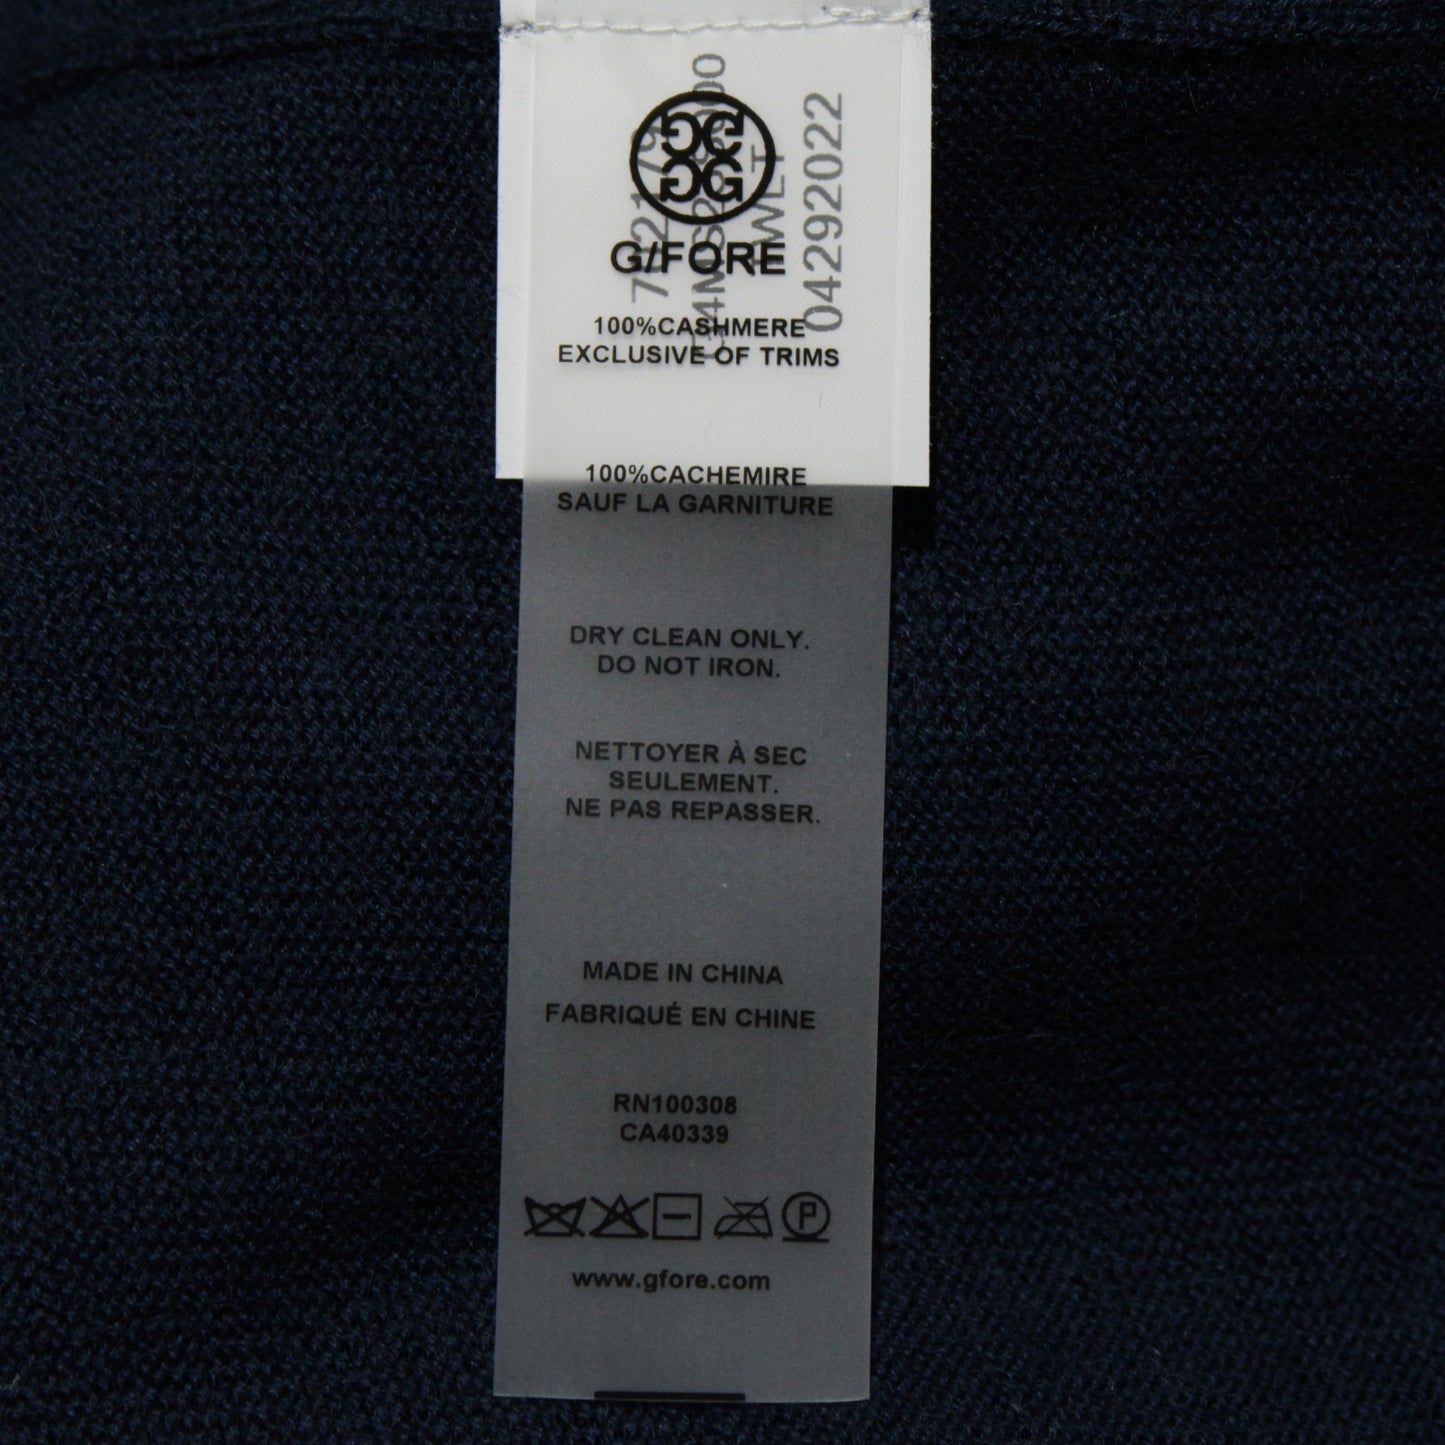 G/FORE
100%CASHMERE
EXCLUSIVE OF TRIMS
100%CACHEMIRE
SAUF LA GARNITURE
DRY CLEAN ONLY.
DO NOT IRON.
NETTOYER À SEC
SEULEMENT.
NE PAS REPASSER.
MADE IN CHINA
FABRIQUÉ EN CHINE
RN100308
CA40339
P
www.gfore.com
04292022